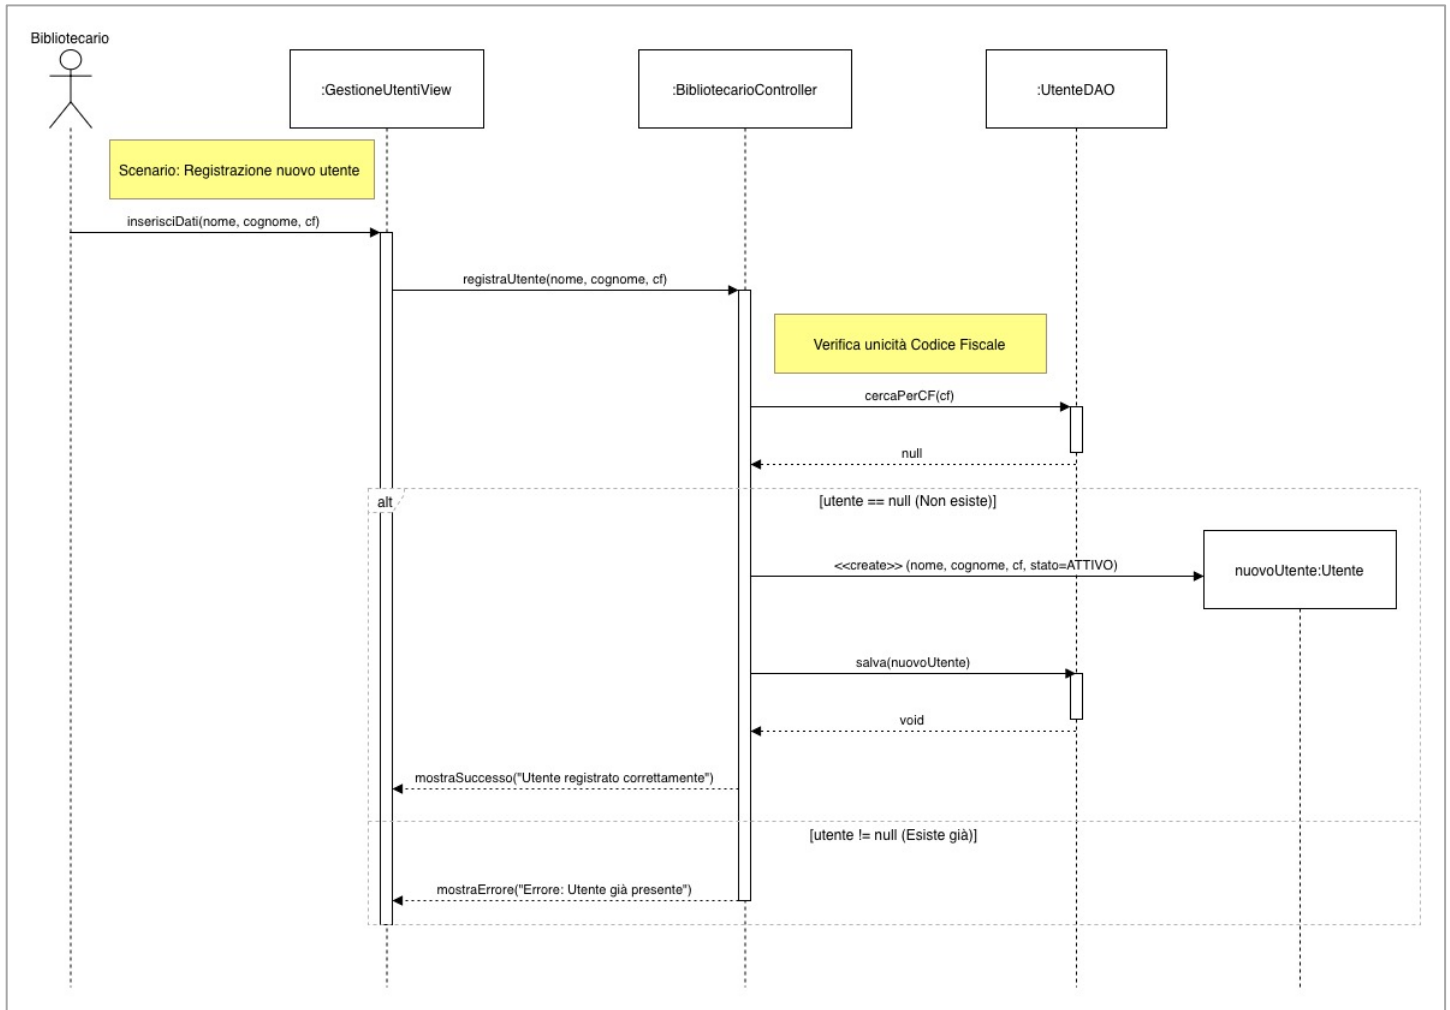 Bibliotecario
:GestioneUtentiView
:BibliotecarioController
:UtenteDAO
Scenario: Registrazione nuovo utente
inserisciDati(nome, cognome, cf)
registraUtente(nome, cognome, cf)
Verifica unicità Codice Fiscale
cercaPerCF(cf)
null
alt
[utente == null (Non esiste)]
<<create>> (nome, cognome, cf, stato=ATTIVO)
nuovoUtente:Utente
salva(nuovoUtente)
void
mostraSuccesso("Utente registrato correttamente")
[utente != null (Esiste già)]
mostraErrore("Errore: Utente già presente")